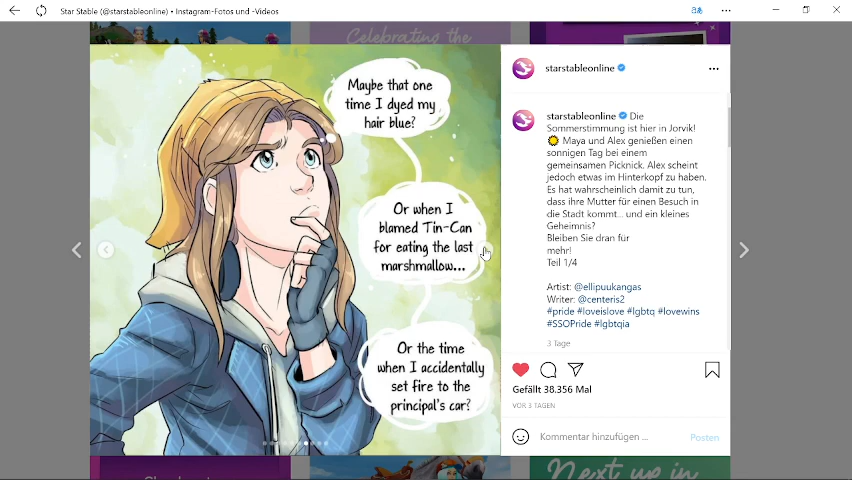 Star Stable (@starstableonline) • Instagram-Fotos und -Videos
Celebrating the
Maybe that one
time I dyed my
hair blue?
Or when I
blamed Tin-Can
for eating the last
marshmallow...
Or the time
when I accidentally
set fire to the
principal's car?
starstableonline
starstableonline Die
Sommerstimmung ist hier in Jorvik!
Maya und Alex genießen einen
sonnigen Tag bei einem
gemeinsamen Picknick. Alex scheint
jedoch etwas im Hinterkopf zu haben.
Es hat wahrscheinlich damit zu tun,
dass ihre Mutter für einen Besuch in
die Stadt kommt... und ein kleines
Geheimnis?
Bleiben Sie dran für
mehr!
Teil 1/4
Artist: @ellipuukangas
Writer: @centeris2
#pride #loveislove #lgbtq #lovewins
#SSOPride #lgbtqia
3 Tage
Gefällt 38.356 Mal
VOR 3 TAGEN
Kommentar hinzufügen ...
Posten
Next up in